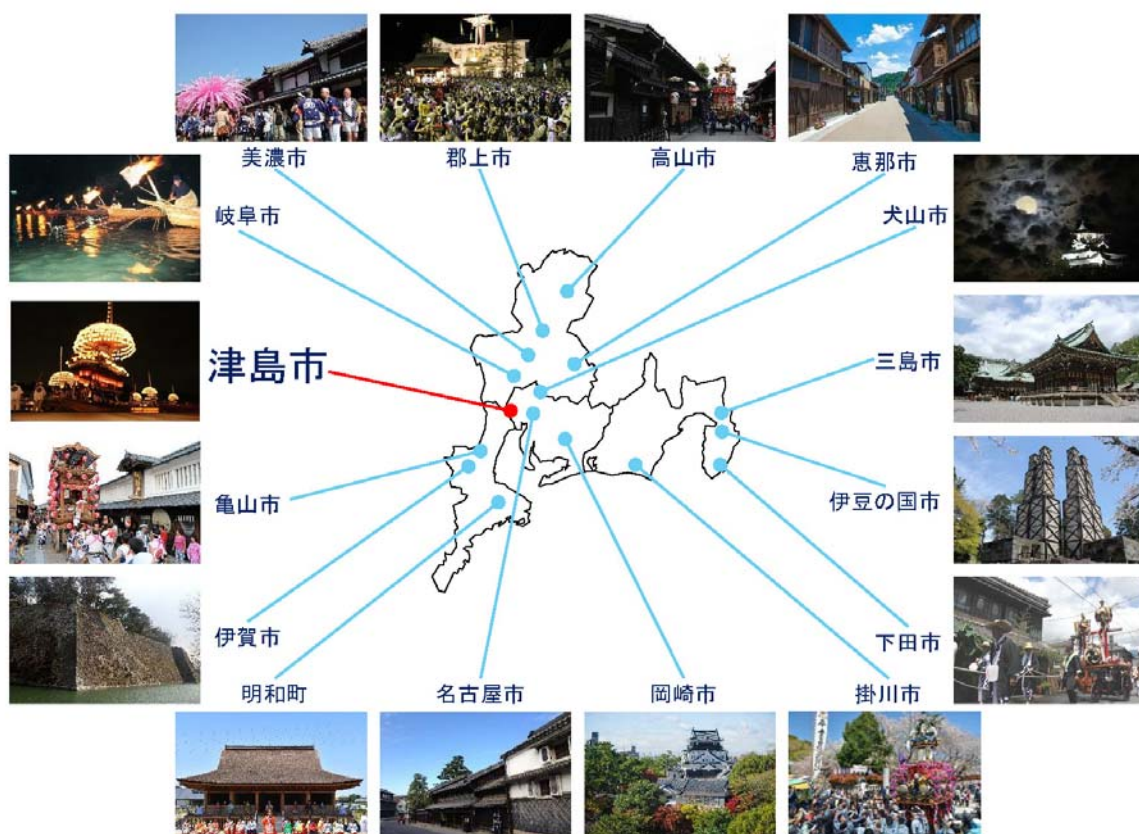 美濃市
郡上市
高山市
恵那市
岐阜市
犬山市
津島市
三島市
亀山市
伊豆の国市
伊賀市
下田市
明和町
名古屋市
岡崎市
掛川市